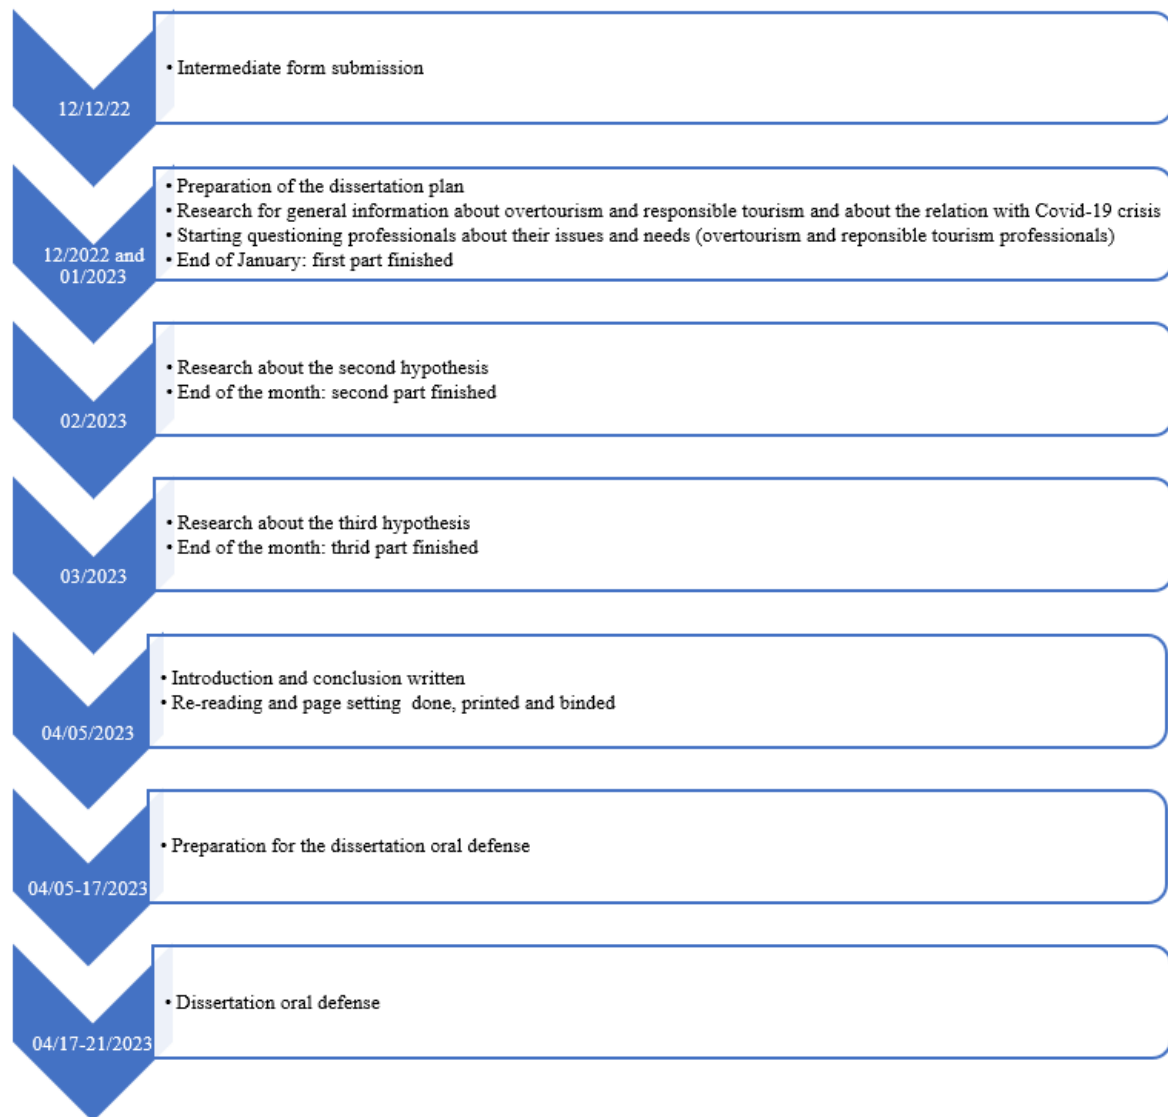 12/12/22
• Intermediate form submission
12/2022 and
01/2023
• Preparation of the dissertation plan
• Research for general information about overtourism and responsible tourism and about the relation with Covid-19 crisis
• Starting questioning professionals about their issues and needs (overtourism and reponsible tourism professionals)
• End of January: first part finished
02/2023
• Research about the second hypothesis
• End of the month: second part finished
03/2023
• Research about the third hypothesis
• End of the month: thrid part finished
04/05/2023
• Introduction and conclusion written
• Re-reading and page setting  done, printed and binded
04/05-17/2023
• Preparation for the dissertation oral defense
04/17-21/2023
• Dissertation oral defense